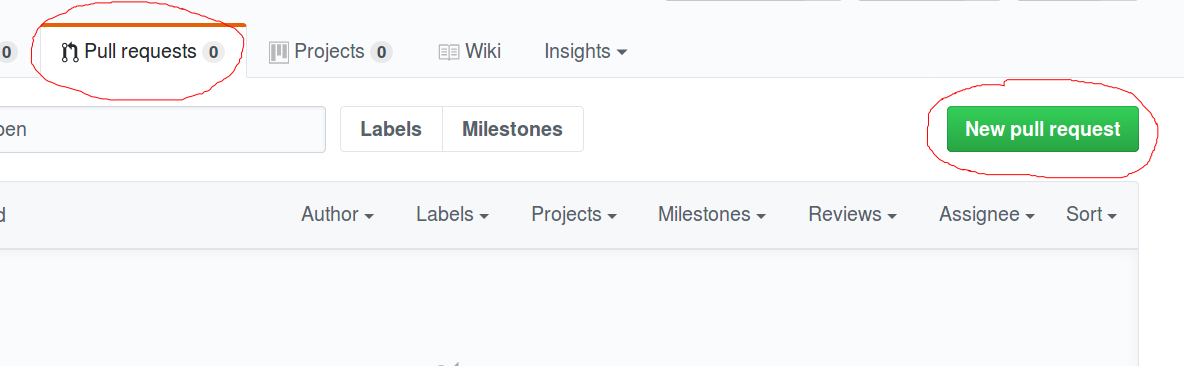 0 Pull requests 0 Projects 0 Wiki Insights
pen Labels Milestones New pull request
d Author Labels Projects Milestones Reviews Assignee Sort